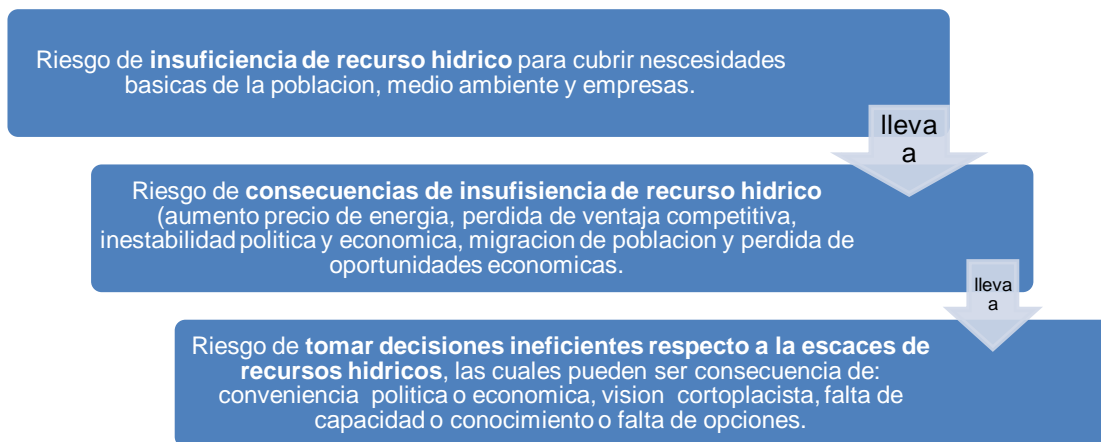 Riesgo de insuficiencia de recurso hidrico para cubrir nescesidades
basicas de la poblacion, medio ambiente y empresas.
lleva
a
Riesgo de consecuencias de insufisiencia de recurso hidrico
(aumento precio de energia, perdida de ventaja competitiva,
inestabilidad politica y economica, migracion de poblacion y perdida de
oportunidades economicas.
lleva
a
Riesgo de tomar decisiones ineficientes respecto a la escaces de
recursos hidricos, las cuales pueden ser consecuencia de:
conveniencia politica o economica, vision cortoplacista, falta de
capacidad o conocimiento o falta de opciones.